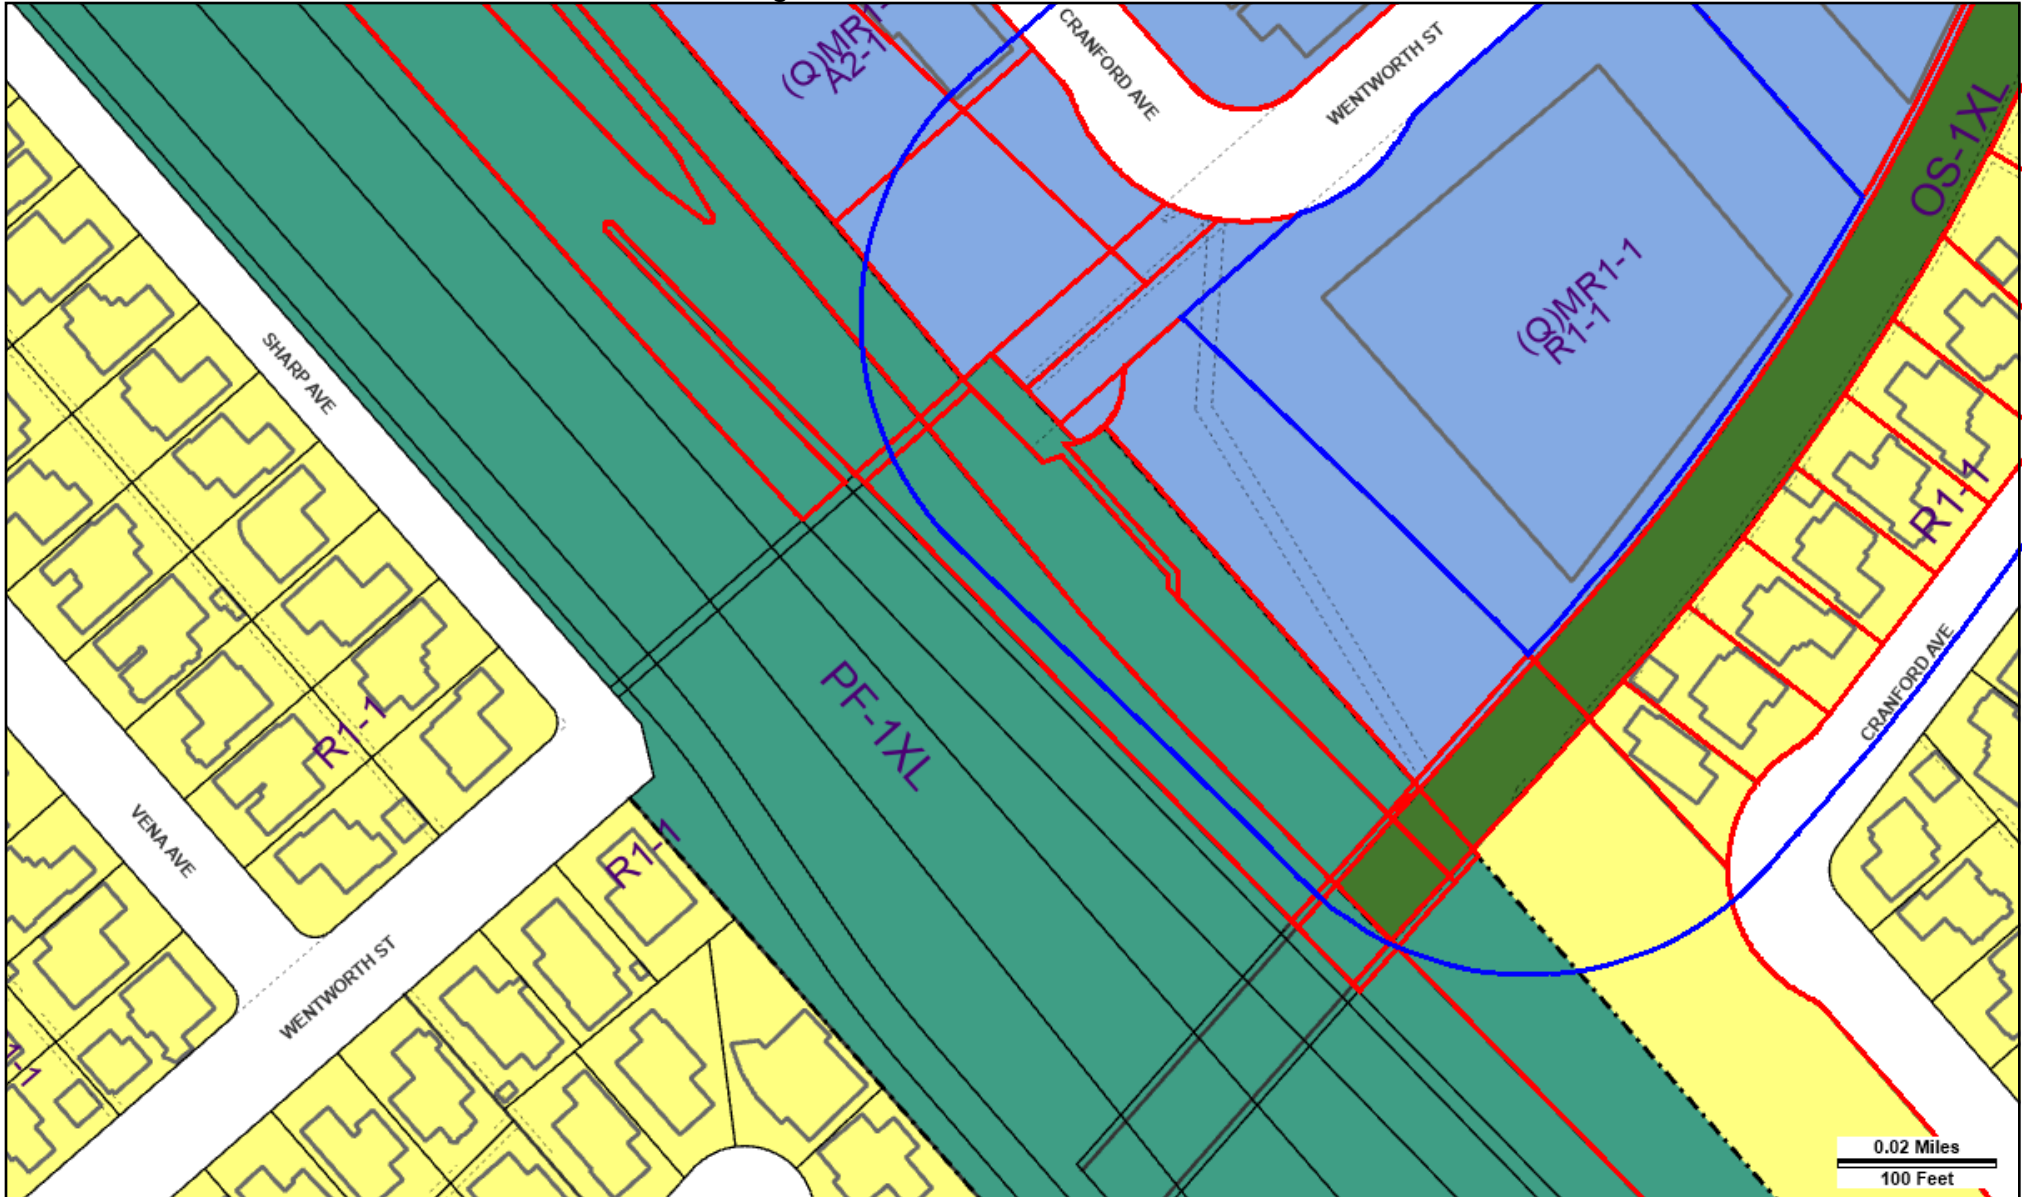 (Q)MR1-
A2-1
CRANFORD AVE
WENTWORTH ST
OS-1XL
SHARP AVE
(Q)MR1-1
R1-1
R1-1
PF-1XL
R1-1
CRANFORD AVE
VENA AVE
R1-1
WENTWORTH ST
1-1
0.02 Miles
100 Feet